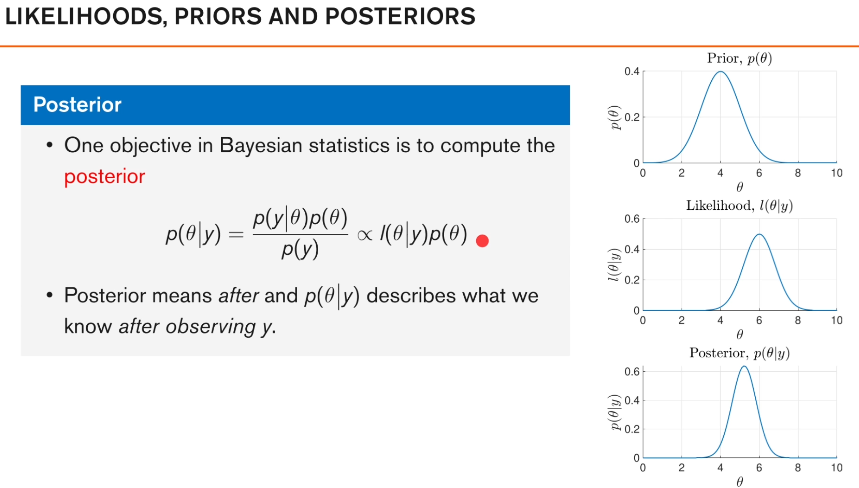 LIKELIHOODS, PRIORS AND POSTERIORS
Posterior
• One objective in Bayesian statistics is to compute the
posterior
p(θ|y) = p(y|θ)p(θ) / p(y) ∝ l(θ|y)p(θ)
• Posterior means after and p(θ|y) describes what we
know after observing y.
Prior, p(θ)
p(θ)
0.4
0.2
0
0 2 4 6 8 10
θ
Likelihood, l(θ|y)
l(θ|y)
0.6
0.4
0.2
0
0 2 4 6 8 10
θ
Posterior, p(θ|y)
p(θ|y)
0.6
0.4
0.2
0
0 2 4 6 8 10
θ